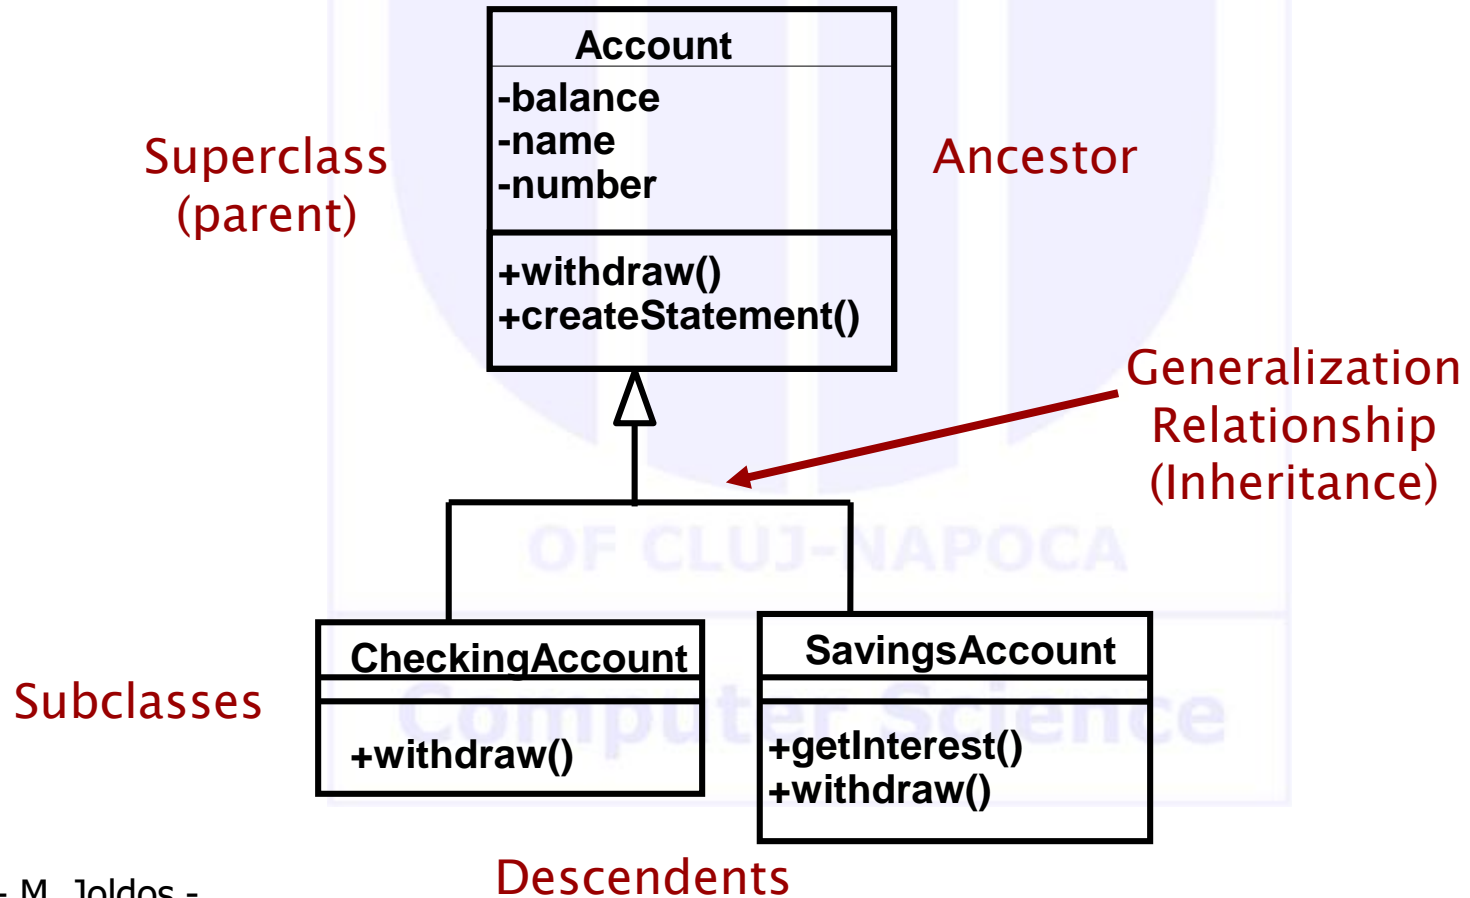 Account
-balance
-name
-number
+withdraw()
+createStatement()
Superclass
(parent)
Ancestor
Generalization
Relationship
(Inheritance)
OF CLUJ-NAPOCA
CheckingAccount
+withdraw()
SavingsAccount
+getInterest()
+withdraw()
Subclasses
Computer Science
Descendents
- M. Joldos -